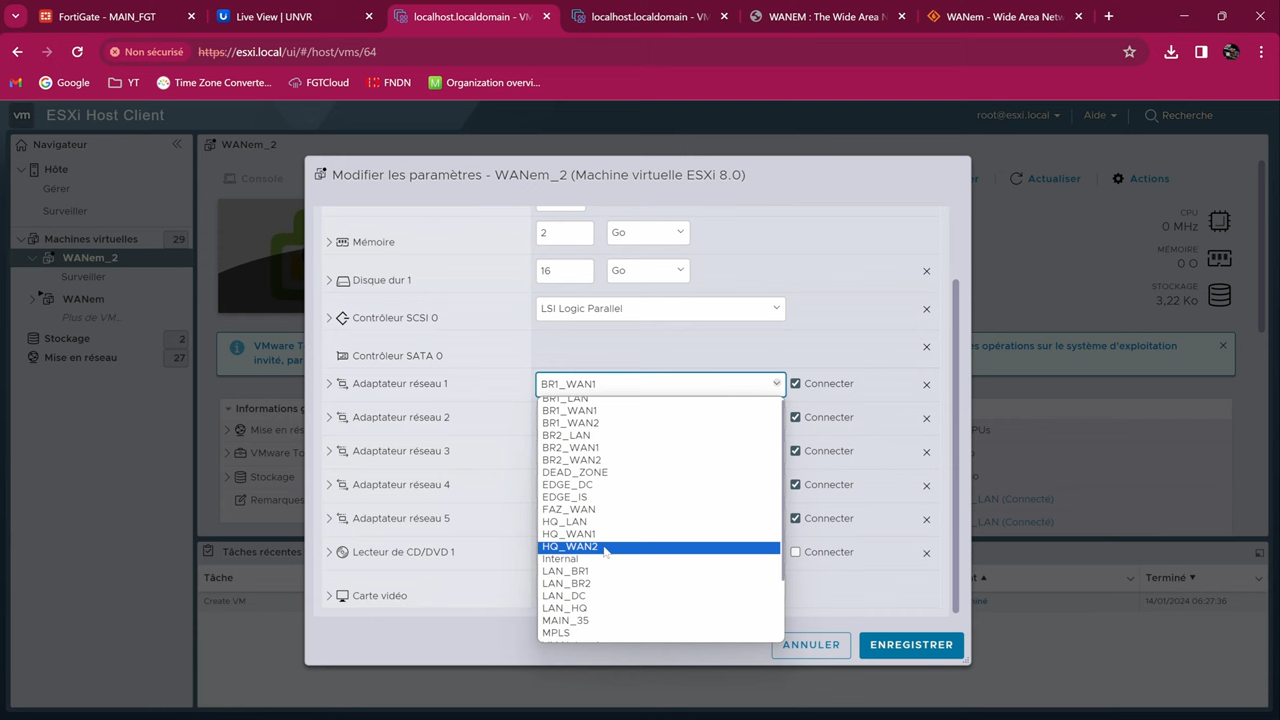 FortiGate - MAIN_FGT
Live View | UNVR
localhost.localdomain - VM
localhost.localdomain - VM
WANEM : The Wide Area N
WANem - Wide Area Netw
Non sécurisé
https://esxi.local/ui/#/host/vms/64
Google
YT
Time Zone Converte...
FGTCloud
FNDN
Organization overvi...
vm
ESXi Host Client
root@esxi.local
Aide
Recherche
Navigateur
Hôte
Gérer
Surveiller
Machines virtuelles
29
WANem_2
Surveiller
WANem
Plus de VM...
Stockage
2
Mise en réseau
27
WANem_2
Console
Actualiser
Actions
CPU
0 MHz
MÉMOIRE
0 O
STOCKAGE
3,22 Ko
VMware To
invité, par
es opérations sur le système d'exploitation
Informations g
Mise en rés
VMware To
Stockage
Remarques
PUs
_LAN (Connecté)
_LAN (Connecté)
Tâches récentes
Tâche
Terminé
Create VM
miné
14/01/2024 06:27:36
Modifier les paramètres - WANem_2 (Machine virtuelle ESXi 8.0)
Mémoire
2
Go
Disque dur 1
16
Go
Contrôleur SCSI 0
LSI Logic Parallel
Contrôleur SATA 0
Adaptateur réseau 1
BR1_WAN1
Connecter
Adaptateur réseau 2
Connecter
Adaptateur réseau 3
Connecter
Adaptateur réseau 4
Connecter
Adaptateur réseau 5
Connecter
Lecteur de CD/DVD 1
Connecter
Carte vidéo
BR1_LAN
BR1_WAN1
BR1_WAN2
BR2_LAN
BR2_WAN1
BR2_WAN2
DEAD_ZONE
EDGE_DC
EDGE_IS
FAZ_WAN
HQ_LAN
HQ_WAN1
HQ_WAN2
Internal
LAN_BR1
LAN_BR2
LAN_DC
LAN_HQ
MAIN_35
MPLS
ANNULER
ENREGISTRER